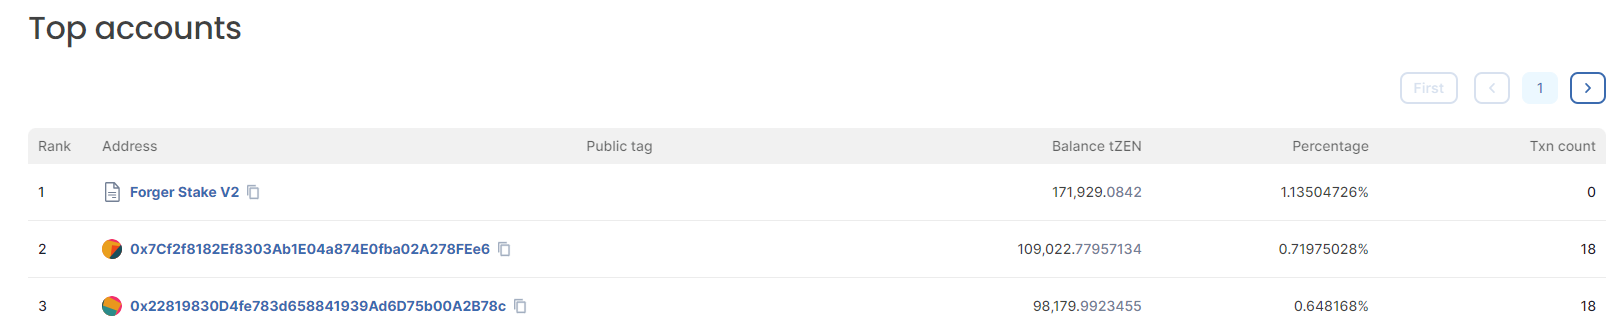 Top accounts
First 1
Rank Address Public tag Balance tZEN Percentage Txn count
1 Forger Stake V2 171,929.0842 1.13504726% 0
2 0x7Cf2f8182Ef8303Ab1E04a874E0fba02A278FEe6 109,022.77957134 0.71975028% 18
3 0x22819830D4fe783d658841939Ad6D75b00A2B78c 98,179.9923455 0.648168% 18